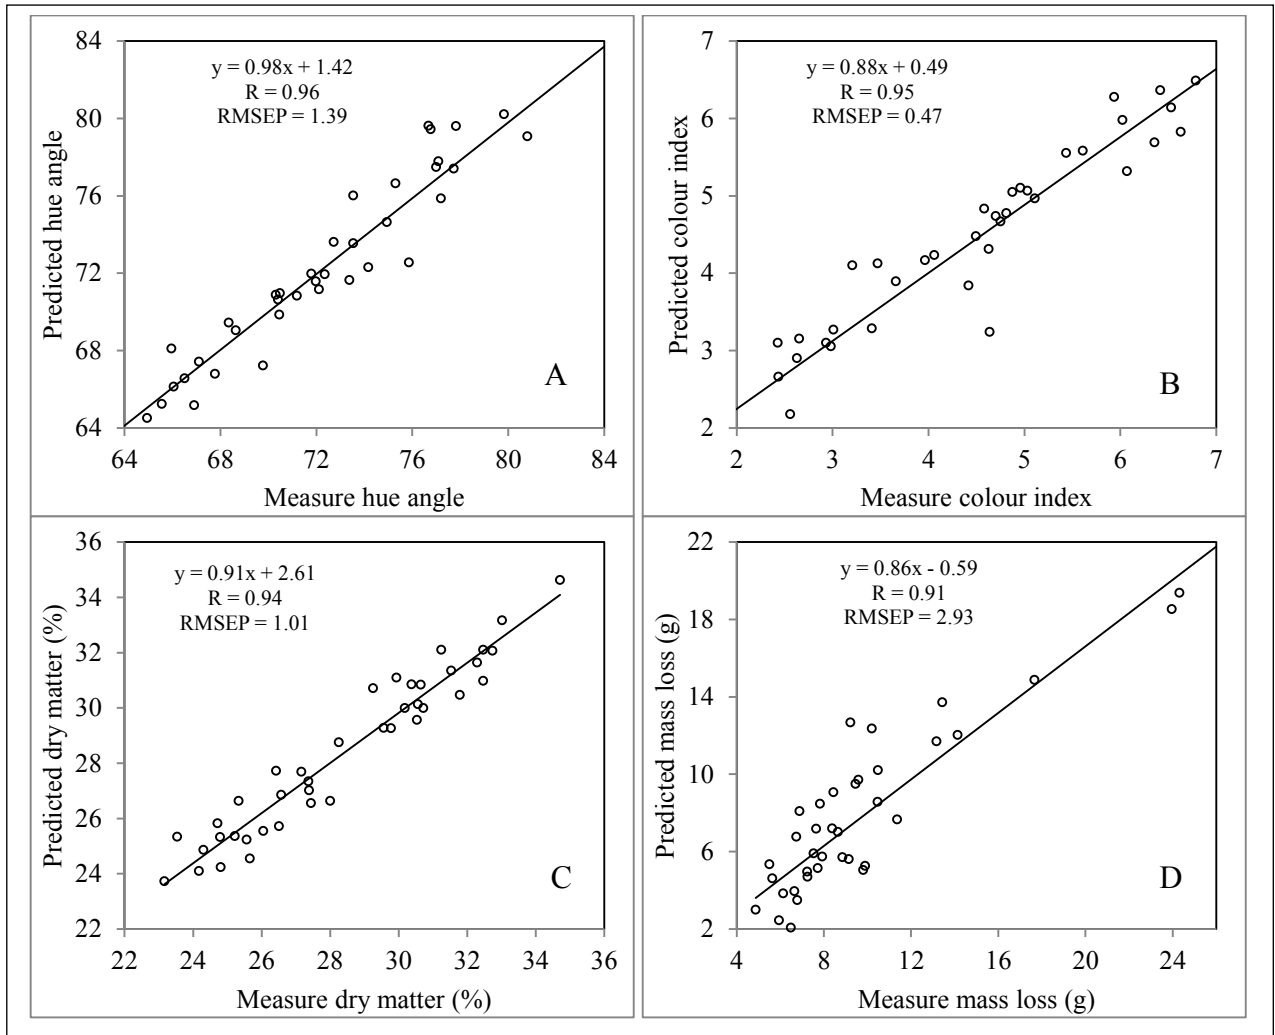 84
80
76
72
68
64
Predicted hue angle
y = 0.98x + 1.42
R = 0.96
RMSEP = 1.39
A
64 68 72 76 80 84
Measure hue angle
7
6
5
4
3
2
Predicted colour index
y = 0.88x + 0.49
R = 0.95
RMSEP = 0.47
B
2 3 4 5 6 7
Measure colour index
36
34
32
30
28
26
24
22
Predicted dry matter (%)
y = 0.91x + 2.61
R = 0.94
RMSEP = 1.01
C
22 24 26 28 30 32 34 36
Measure dry matter (%)
22
18
14
10
6
2
Predicted mass loss (g)
y = 0.86x - 0.59
R = 0.91
RMSEP = 2.93
D
4 8 12 16 20 24
Measure mass loss (g)